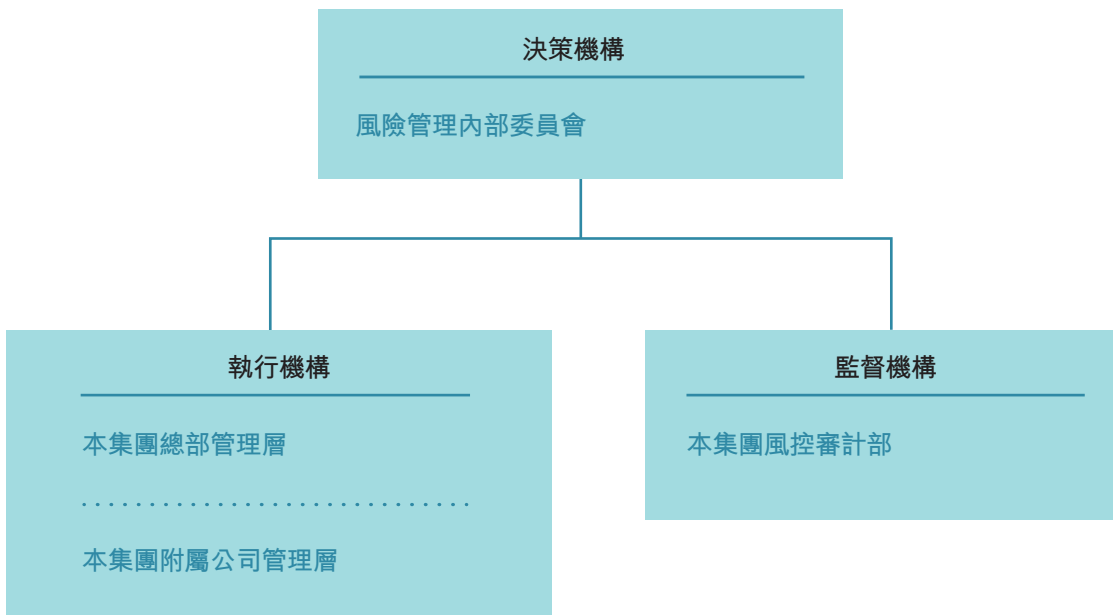 決策機構
風險管理內部委員會
執行機構
本集團總部管理層
本集團附屬公司管理層
監督機構
本集團風控審計部